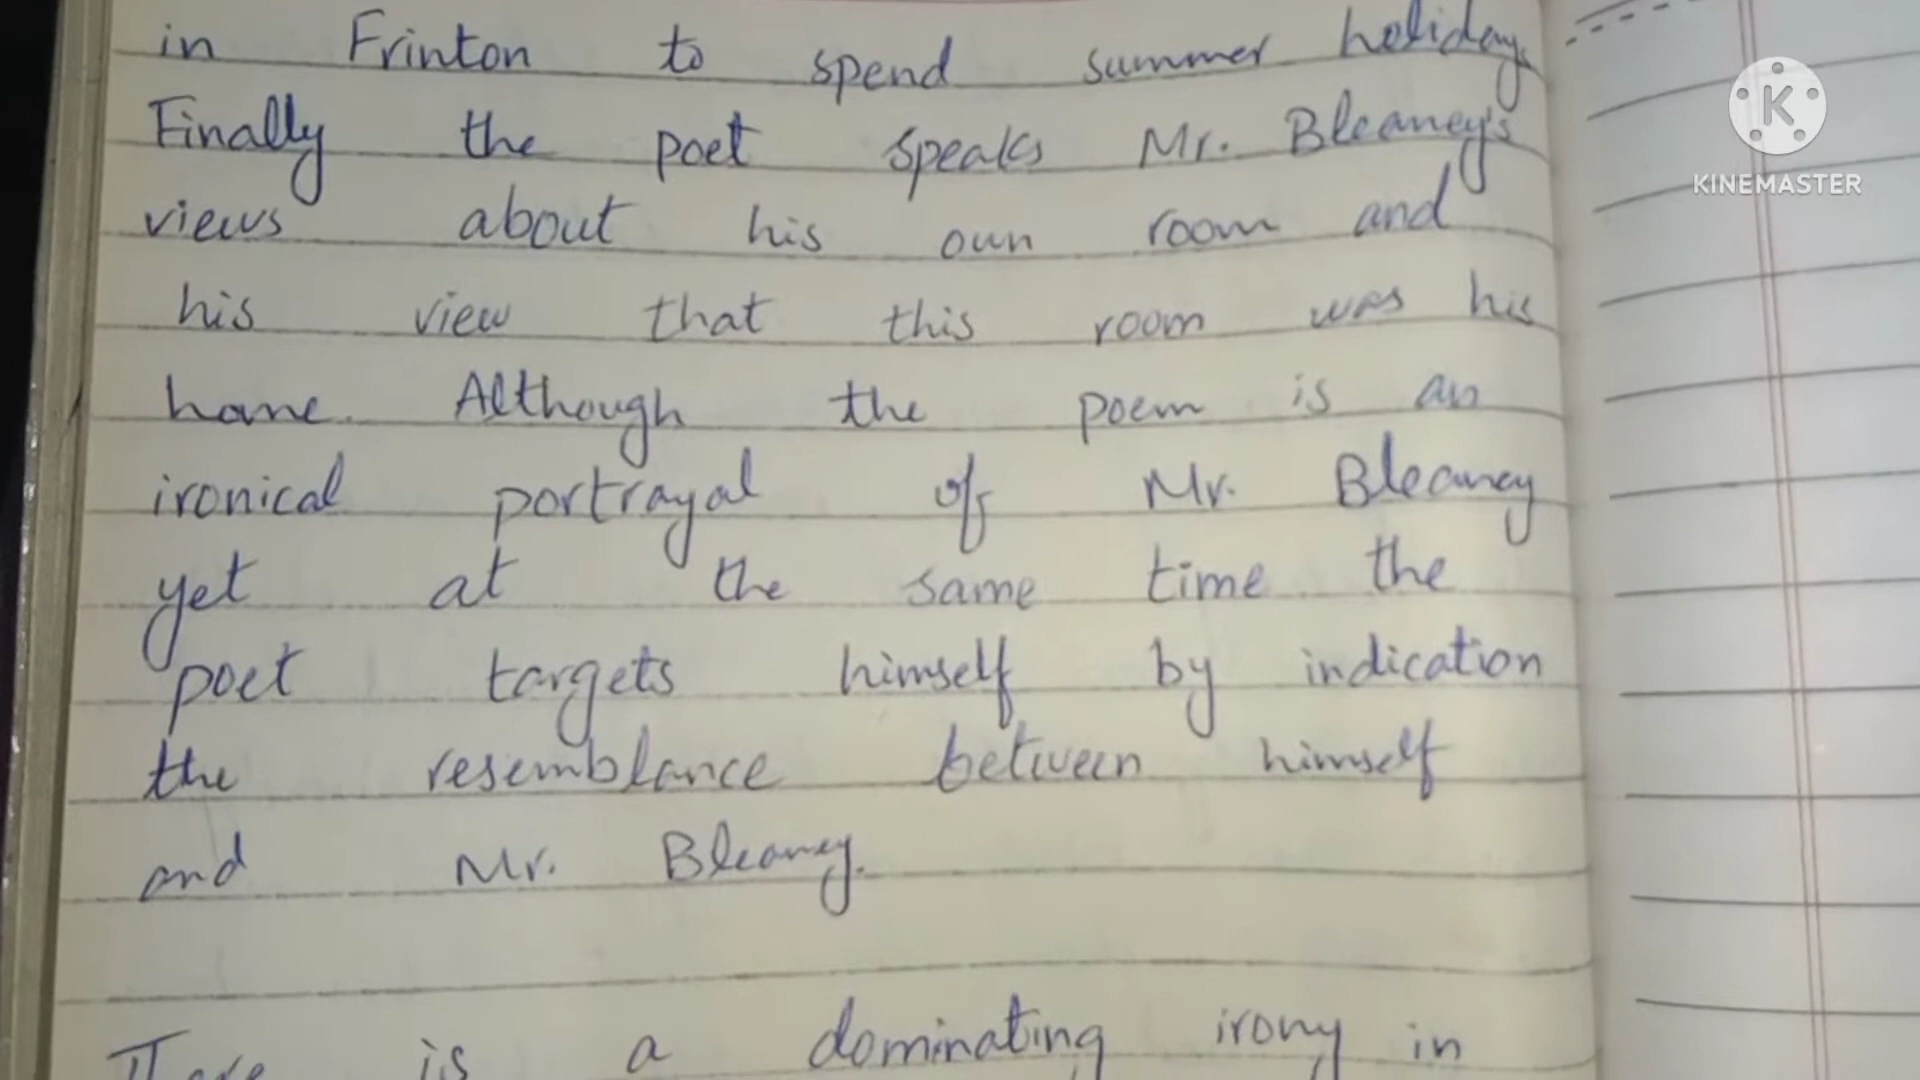 in Frinton to spend summer holiday.
Finally the poet speaks Mr. Bleaney's
views about his own room and
his view that this room was his
home. Although the poem is an
ironical portrayal of Mr. Bleaney
yet at the same time the
poet targets himself by indication
the resemblance between himself
and Mr. Bleaney.
There is a dominating irony in
K
KINEMASTER